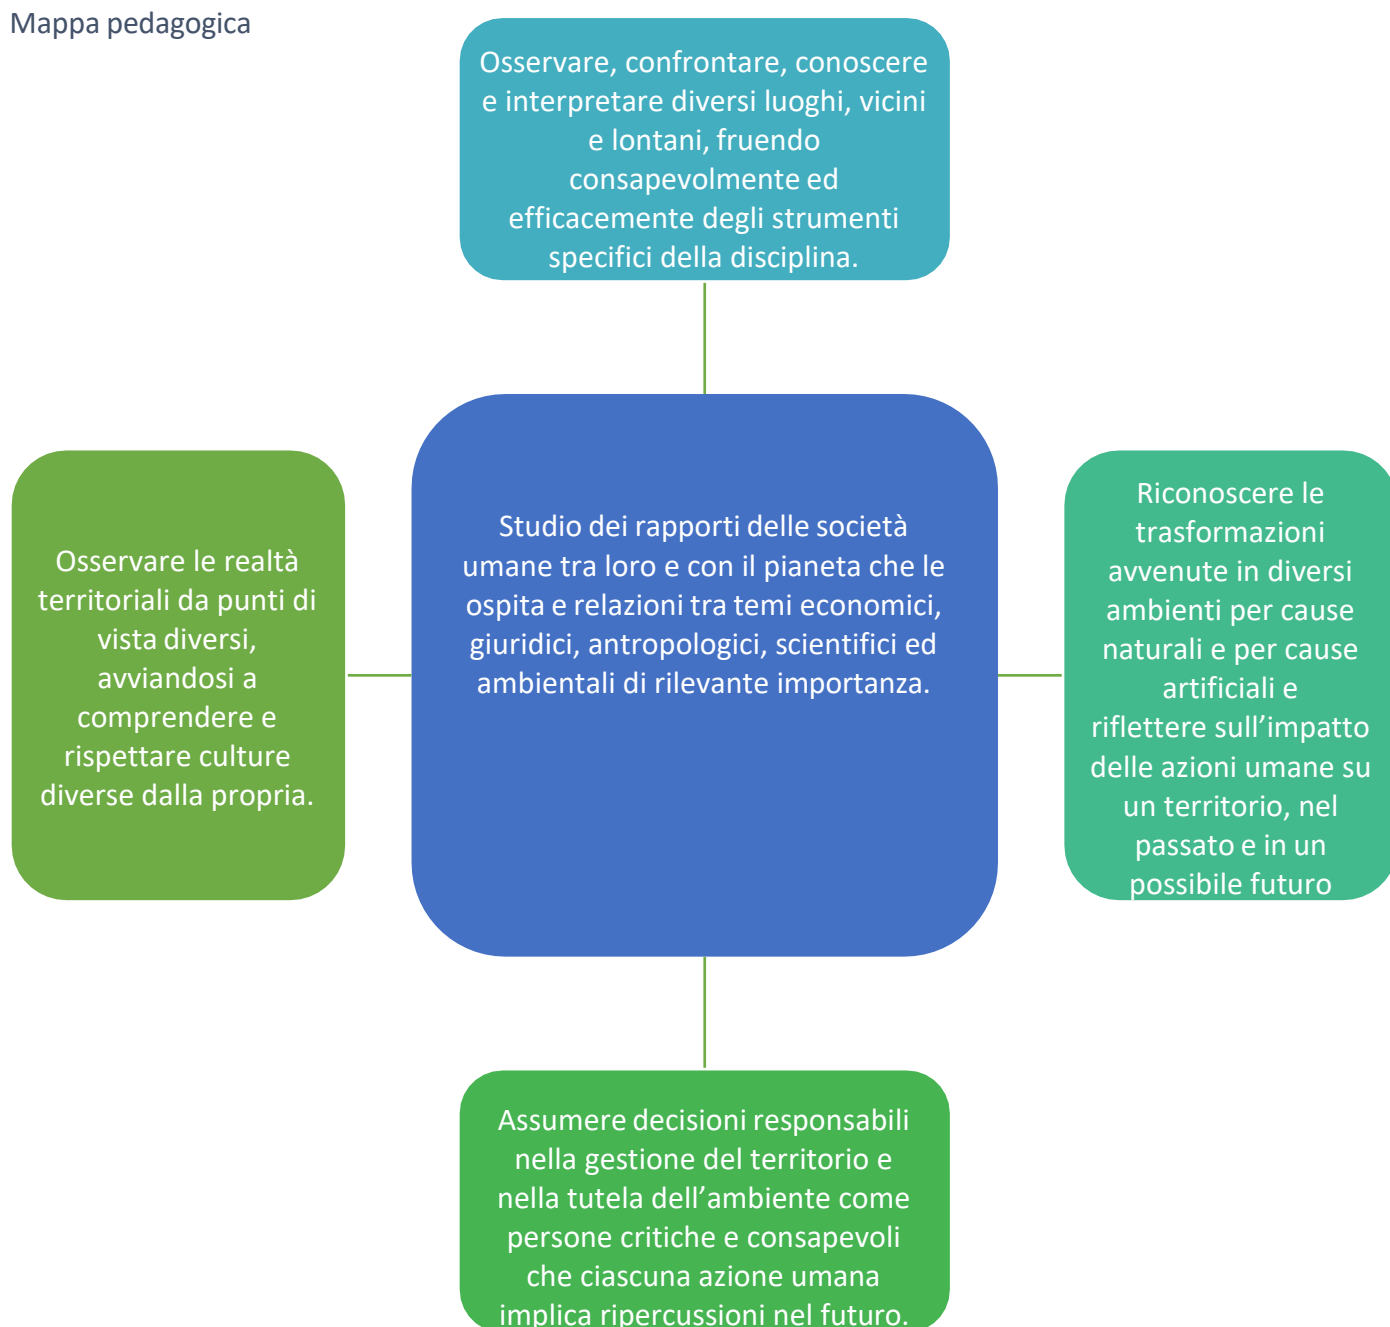 Mappa pedagogica
Osservare, confrontare, conoscere
e interpretare diversi luoghi, vicini
e lontani, fruendo
consapevolmente ed
efficacemente degli strumenti
specifici della disciplina.
Osservare le realtà
territoriali da punti di
vista diversi,
avviandosi a
comprendere e
rispettare culture
diverse dalla propria.
Studio dei rapporti delle società
umane tra loro e con il pianeta che le
ospita e relazioni tra temi economici,
giuridici, antropologici, scientifici ed
ambientali di rilevante importanza.
Riconoscere le
trasformazioni
avvenute in diversi
ambienti per cause
naturali e per cause
artificiali e
riflettere sull’impatto
delle azioni umane su
un territorio, nel
passato e in un
possibile futuro
Assumere decisioni responsabili
nella gestione del territorio e
nella tutela dell’ambiente come
persone critiche e consapevoli
che ciascuna azione umana
implica ripercussioni nel futuro.